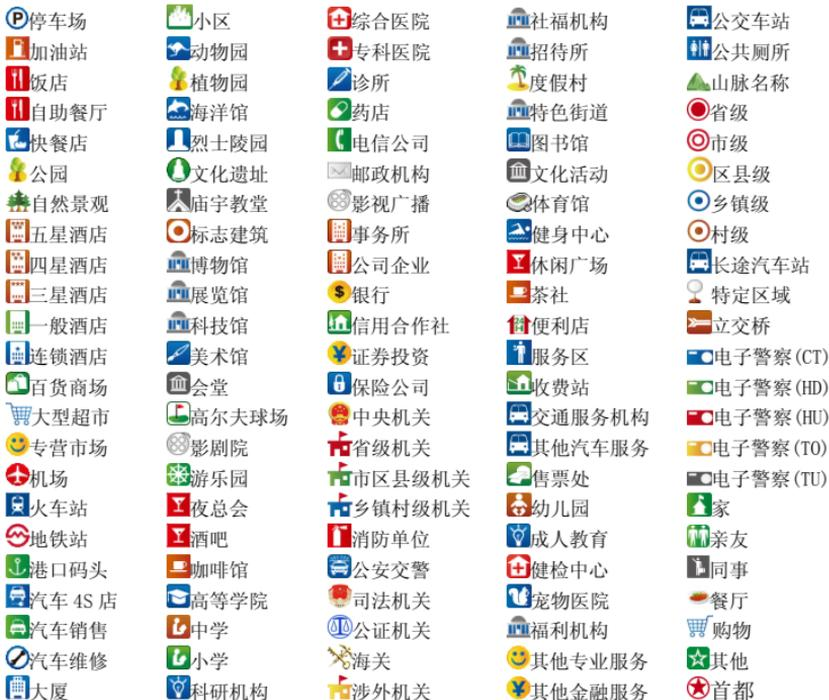 停车场 小区 综合医院 社福机构 公交车站
加油站 动物园 专科医院 招待所 公共厕所
饭店 植物园 诊所 度假村 山脉名称
自助餐厅 海洋馆 药店 特色街道 省级
快餐店 烈士陵园 电信公司 图书馆 市级
公园 文化遗址 邮政机构 文化活动 区县级
自然景观 庙宇教堂 影视广播 体育馆 乡镇级
五星酒店 标志建筑 事务所 健身中心 村级
四星酒店 博物馆 公司企业 休闲广场 长途汽车站
三星酒店 展览馆 银行 茶社 特定区域
一般酒店 科技馆 信用合作社 便利店 立交桥
连锁酒店 美术馆 证券投资 服务区 电子警察(CT)
百货商场 会堂 保险公司 收费站 电子警察(HD)
大型超市 高尔夫球场 中央机关 交通服务机构 电子警察(HU)
专营市场 影剧院 省级机关 其他汽车服务 电子警察(TO)
机场 游乐园 市区县级机关 售票处 电子警察(TU)
火车站 夜总会 乡镇村级机关 幼儿园 家
地铁站 酒吧 消防单位 成人教育 亲友
港口码头 咖啡馆 公安交警 健检中心 同事
汽车4S店 高等学院 司法机关 宠物医院 餐厅
汽车销售 中学 公证机关 福利机构 购物
汽车维修 小学 海关 其他专业服务 其他
大厦 科研机构 涉外机关 其他金融服务 首都